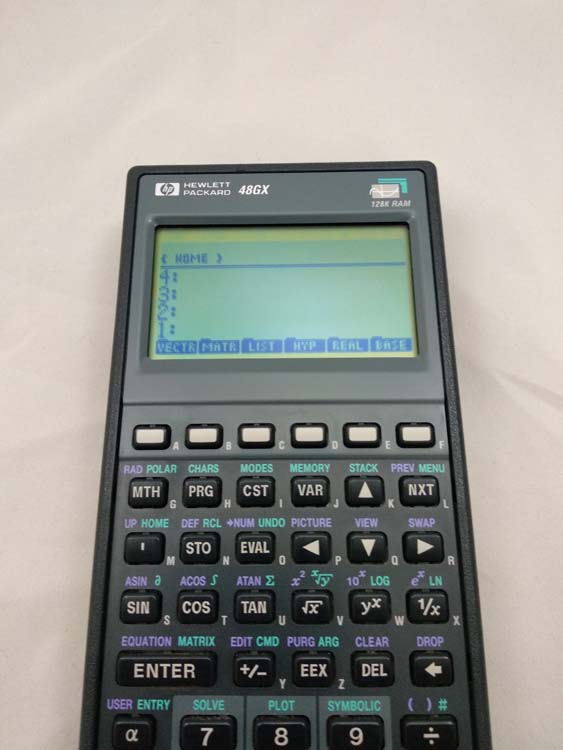 hp HEWLETT PACKARD 48GX
128K RAM
{ HOME }
4:
3:
2:
1:
VECTR MATR LIST HYP REAL BASE
A B C D E F
RAD POLAR CHARS MODES MEMORY STACK PREV MENU
MTH G PRG H CST I VAR J ▲ K NXT L
UP HOME DEF RCL →NUM UNDO PICTURE VIEW SWAP
' M STO N EVAL O ◀ P ▼ Q ▶ R
ASIN ∂ ACOS ∫ ATAN Σ x² ˣ√y 10ˣ LOG eˣ LN
SIN S COS T TAN U √x V yˣ W 1/x X
EQUATION MATRIX EDIT CMD PURG ARG CLEAR DROP
ENTER +/− Y EEX Z DEL ←
USER ENTRY SOLVE PLOT SYMBOLIC ( ) #
α 7 8 9 ÷